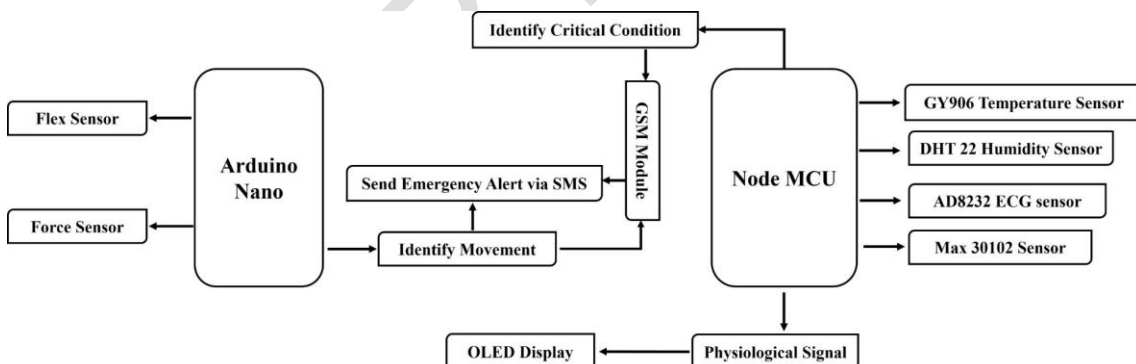 Identify Critical Condition
Flex Sensor
Force Sensor
Arduino
Nano
Send Emergency Alert via SMS
Identify Movement
GSM Module
Node MCU
GY906 Temperature Sensor
DHT 22 Humidity Sensor
AD8232 ECG sensor
Max 30102 Sensor
OLED Display
Physiological Signal